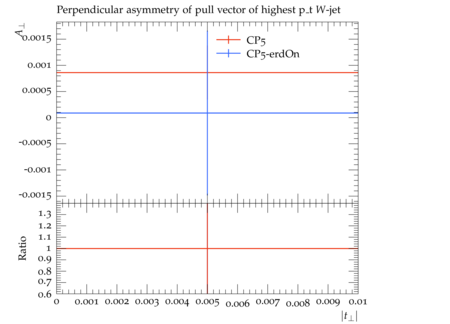 Perpendicular asymmetry of pull vector of highest p_t W-jet
A⊥
CP5
CP5-erdOn
0.0015
0.001
0.0005
0
-0.0005
-0.001
-0.0015
Ratio
1.3
1.2
1.1
1
0.9
0.8
0.7
0.6
0 0.001 0.002 0.003 0.004 0.005 0.006 0.007 0.008 0.009 0.01
|t⊥|